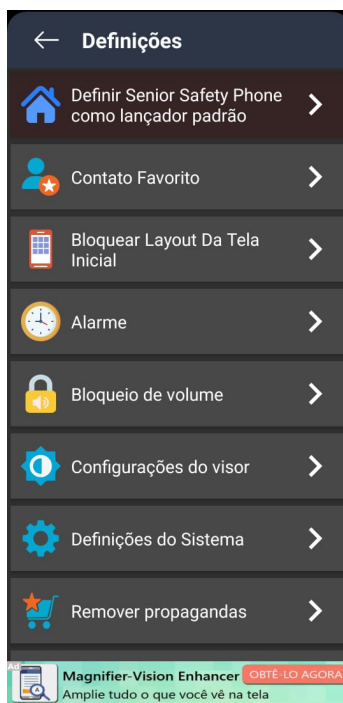 Definições
Definir Senior Safety Phone
como lançador padrão
Contato Favorito
Bloquear Layout Da Tela
Inicial
Alarme
Bloqueio de volume
Configurações do visor
Definições do Sistema
Remover propagandas
Ad
Magnifier-Vision Enhancer OBTÊ-LO AGORA
Amplie tudo o que você vê na tela